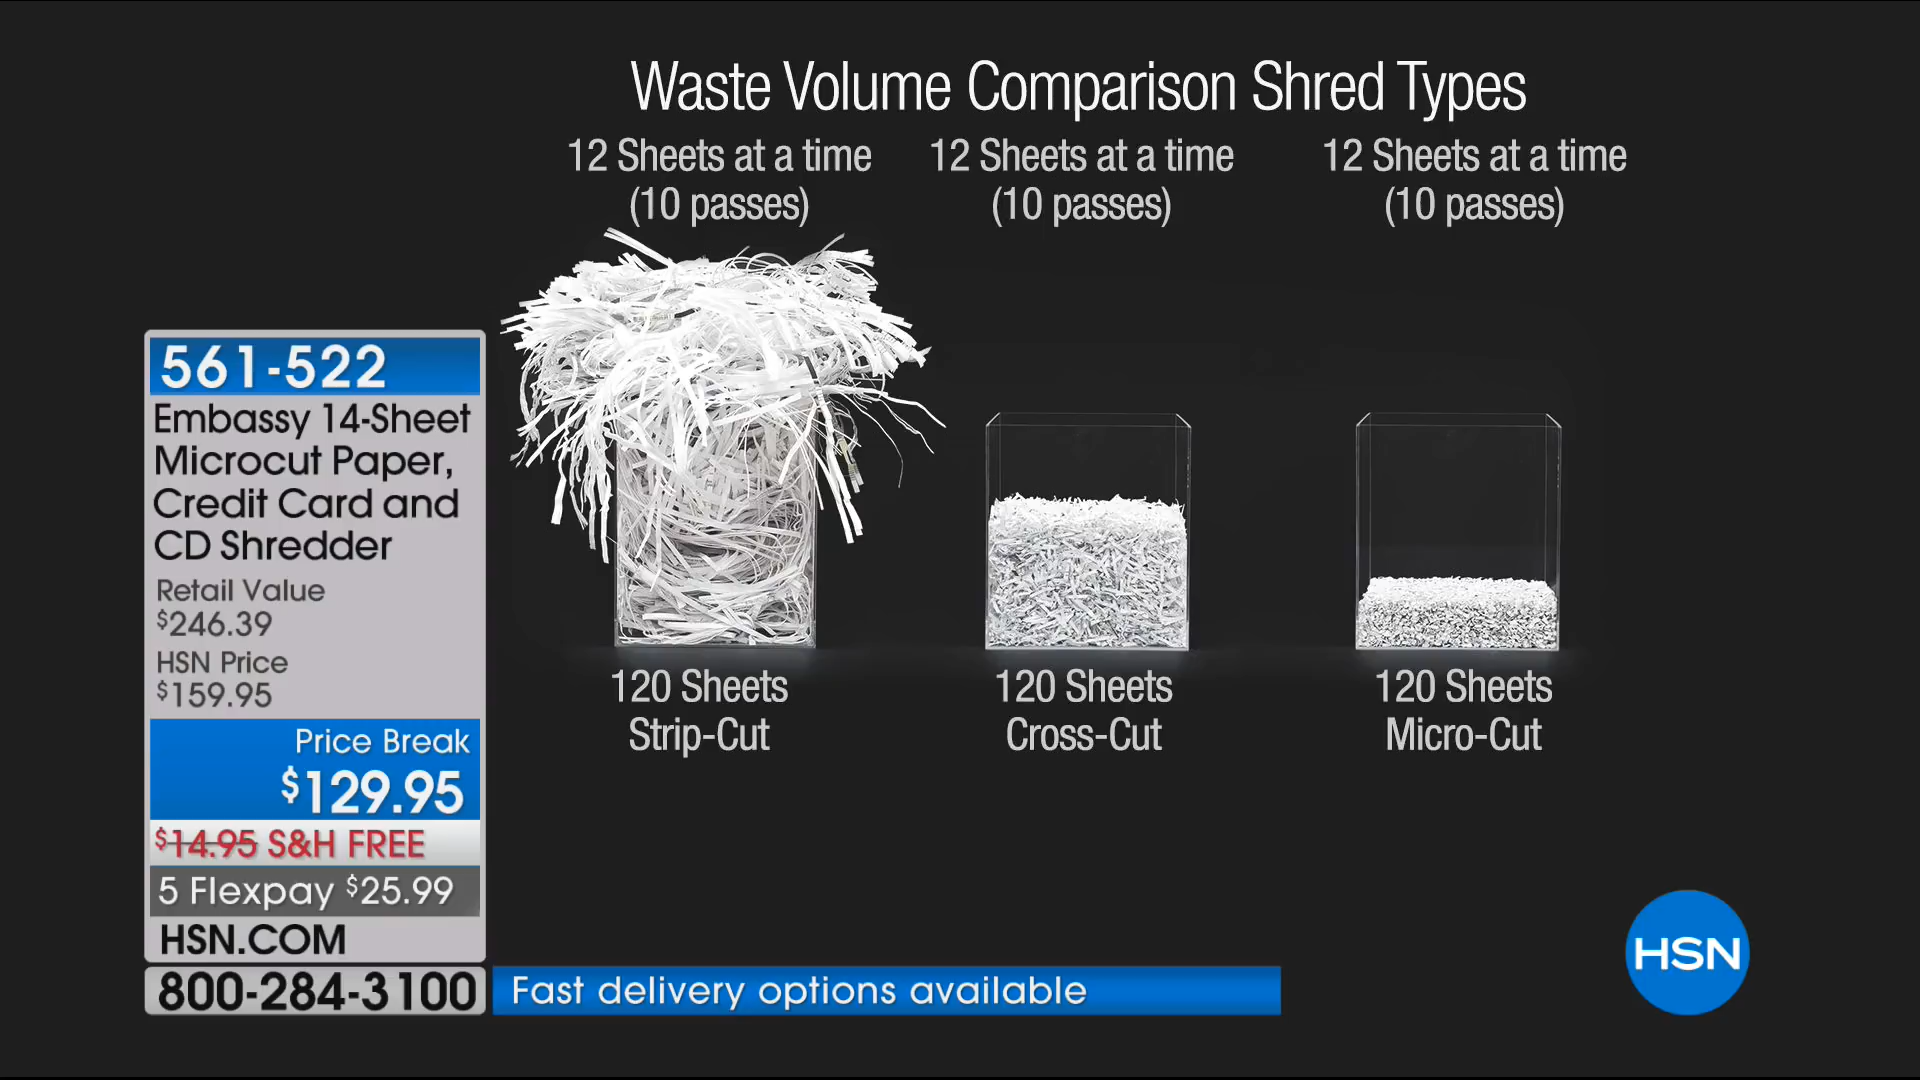 Waste Volume Comparison Shred Types
12 Sheets at a time
(10 passes)
12 Sheets at a time
(10 passes)
12 Sheets at a time
(10 passes)
120 Sheets
Strip-Cut
120 Sheets
Cross-Cut
120 Sheets
Micro-Cut
561-522
Embassy 14-Sheet
Microcut Paper,
Credit Card and
CD Shredder
Retail Value
$246.39
HSN Price
$159.95
Price Break
$129.95
$14.95 S&H FREE
5 Flexpay $25.99
HSN.COM
800-284-3100
Fast delivery options available
HSN